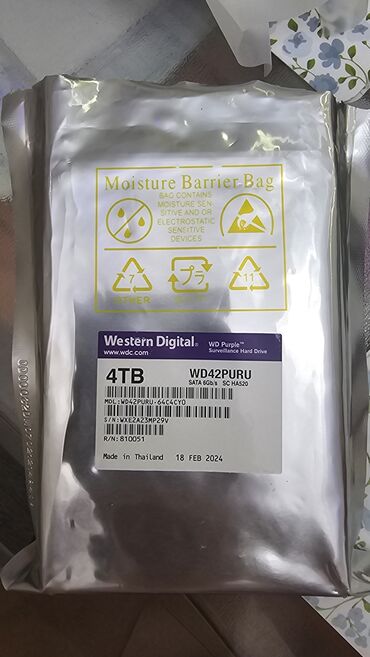 Moisture Barrier Bag
BAG CONTAINS
MOISTURE SEN-
SITIVE AND OR
ELECTROSTATIC
SENSITIVE
DEVICES
7
プラ
11
OTHER
Western Digital®
www.wdc.com
WD Purple™
Surveillance Hard Drive
4TB
WD42PURU
SATA 6Gb/s SC HA520
MDL:WD42PURU-64C4CY0
S/N:WXE2A23MP29V
R/N:810051
Made in Thailand 18 FEB 2024